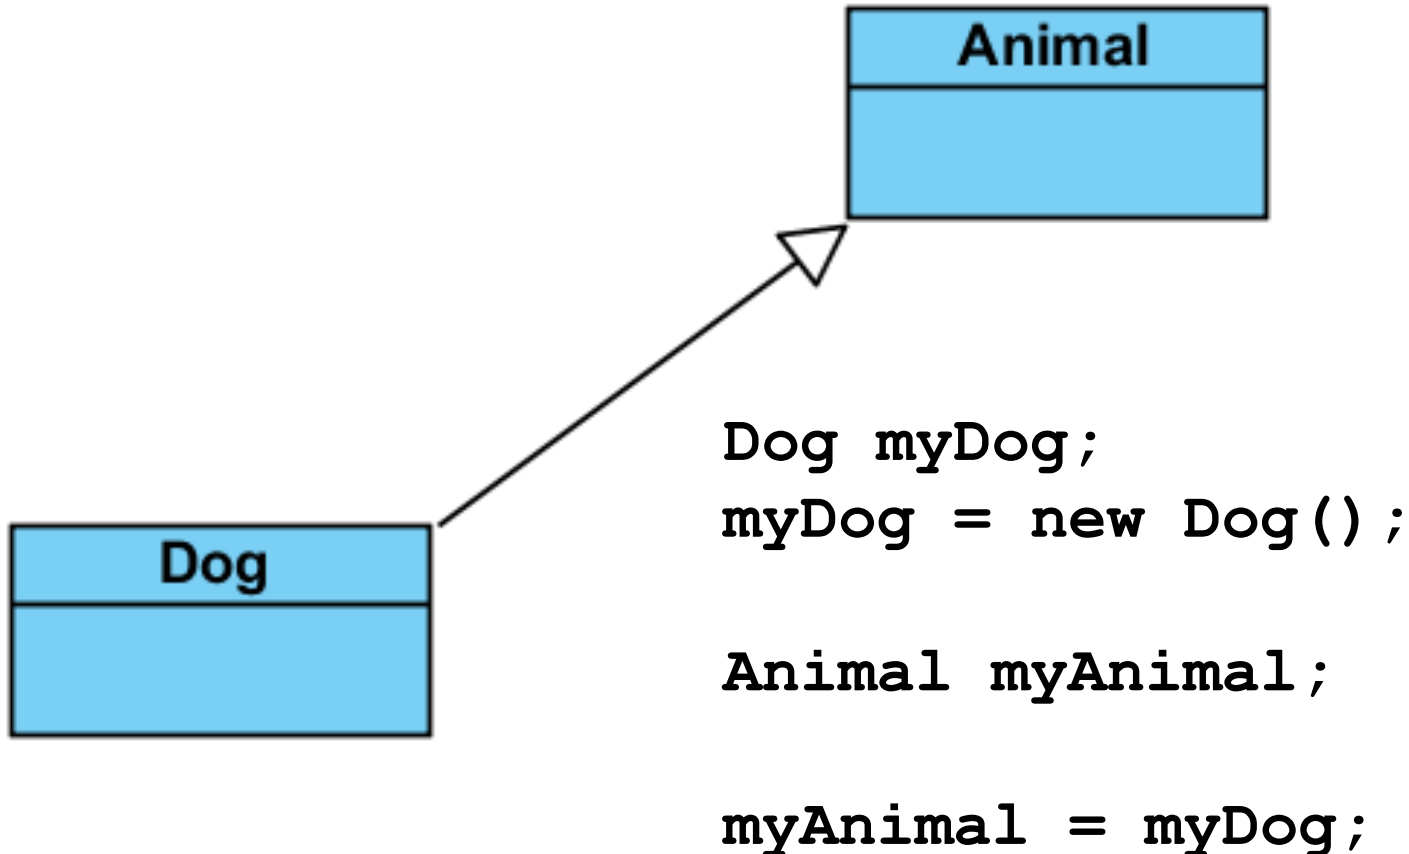 Animal
Dog
Dog myDog;
myDog = new Dog();
Animal myAnimal;
myAnimal = myDog;